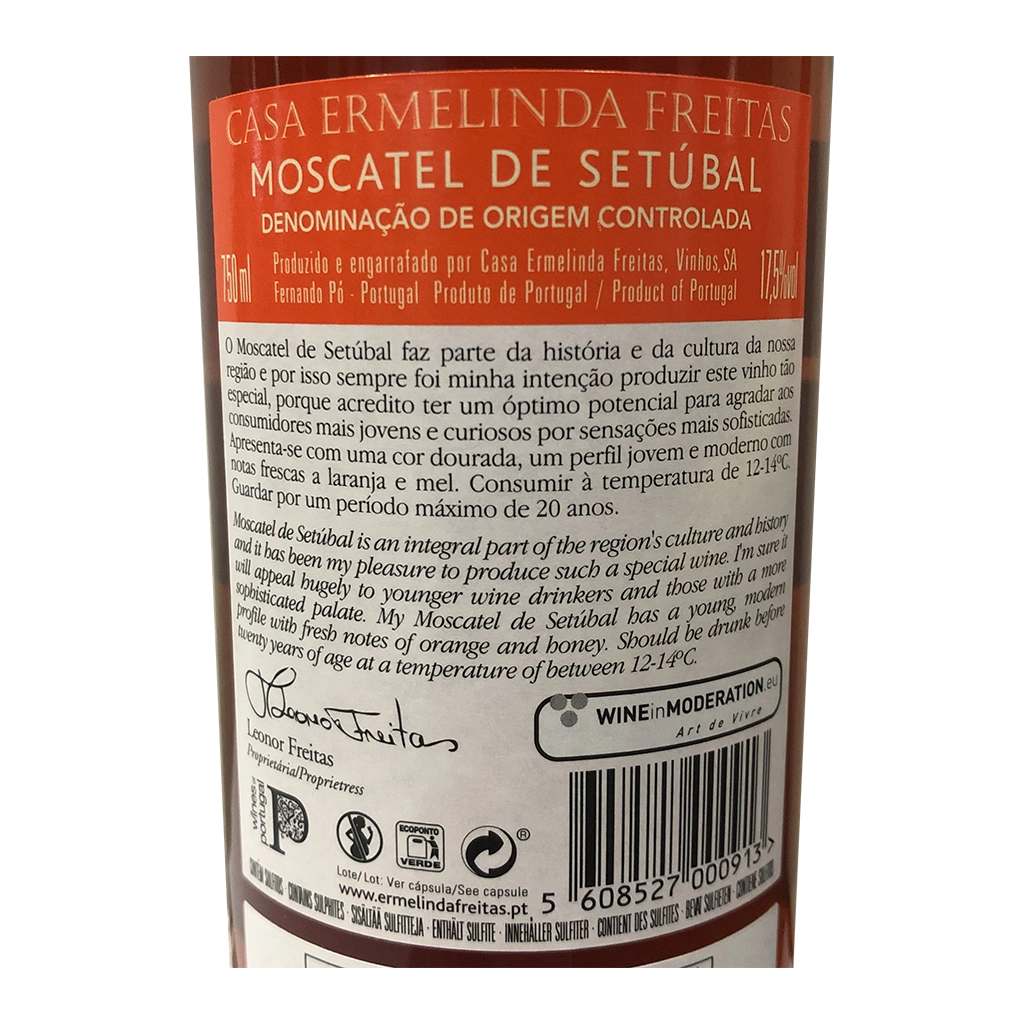 CASA ERMELINDA FREITAS
MOSCATEL DE SETÚBAL
DENOMINAÇÃO DE ORIGEM CONTROLADA
750 ml
Produzido e engarrafado por Casa Ermelinda Freitas, Vinhos, SA
Fernando Pó - Portugal Produto de Portugal / Product of Portugal
17,5%vol
O Moscatel de Setúbal faz parte da história e da cultura da nossa
região e por isso sempre foi minha intenção produzir este vinho tão
especial, porque acredito ter um óptimo potencial para agradar aos
consumidores mais jovens e curiosos por sensações mais sofisticadas.
Apresenta-se com uma cor dourada, um perfil jovem e moderno com
notas frescas a laranja e mel. Consumir à temperatura de 12-14ºC.
Guardar por um período máximo de 20 anos.
Moscatel de Setúbal is an integral part of the region's culture and history
and it has been my pleasure to produce such a special wine. I'm sure it
will appeal hugely to younger wine drinkers and those with a more
sophisticated palate. My Moscatel de Setúbal has a young, modern
profile with fresh notes of orange and honey. Should be drunk before
twenty years of age at a temperature of between 12-14ºC.
Leonor Freitas
Leonor Freitas
Proprietária/Proprietress
WINEinMODERATION.eu
Art de Vivre
wines of
portugal
ECOPONTO
VERDE
®
Lote/Lot: Ver cápsula/See capsule
www.ermelindafreitas.pt
5 608527 000913
CONTÉM SULFITOS · CONTAINS SULPHITES · SISÄLTÄÄ SULFIITTEJA · ENTHÄLT SULFITE · INNEHÅLLER SULFITER · CONTIENT DES SULFITES · BEVAT SULFIETEN · CONTIENE SULFITOS